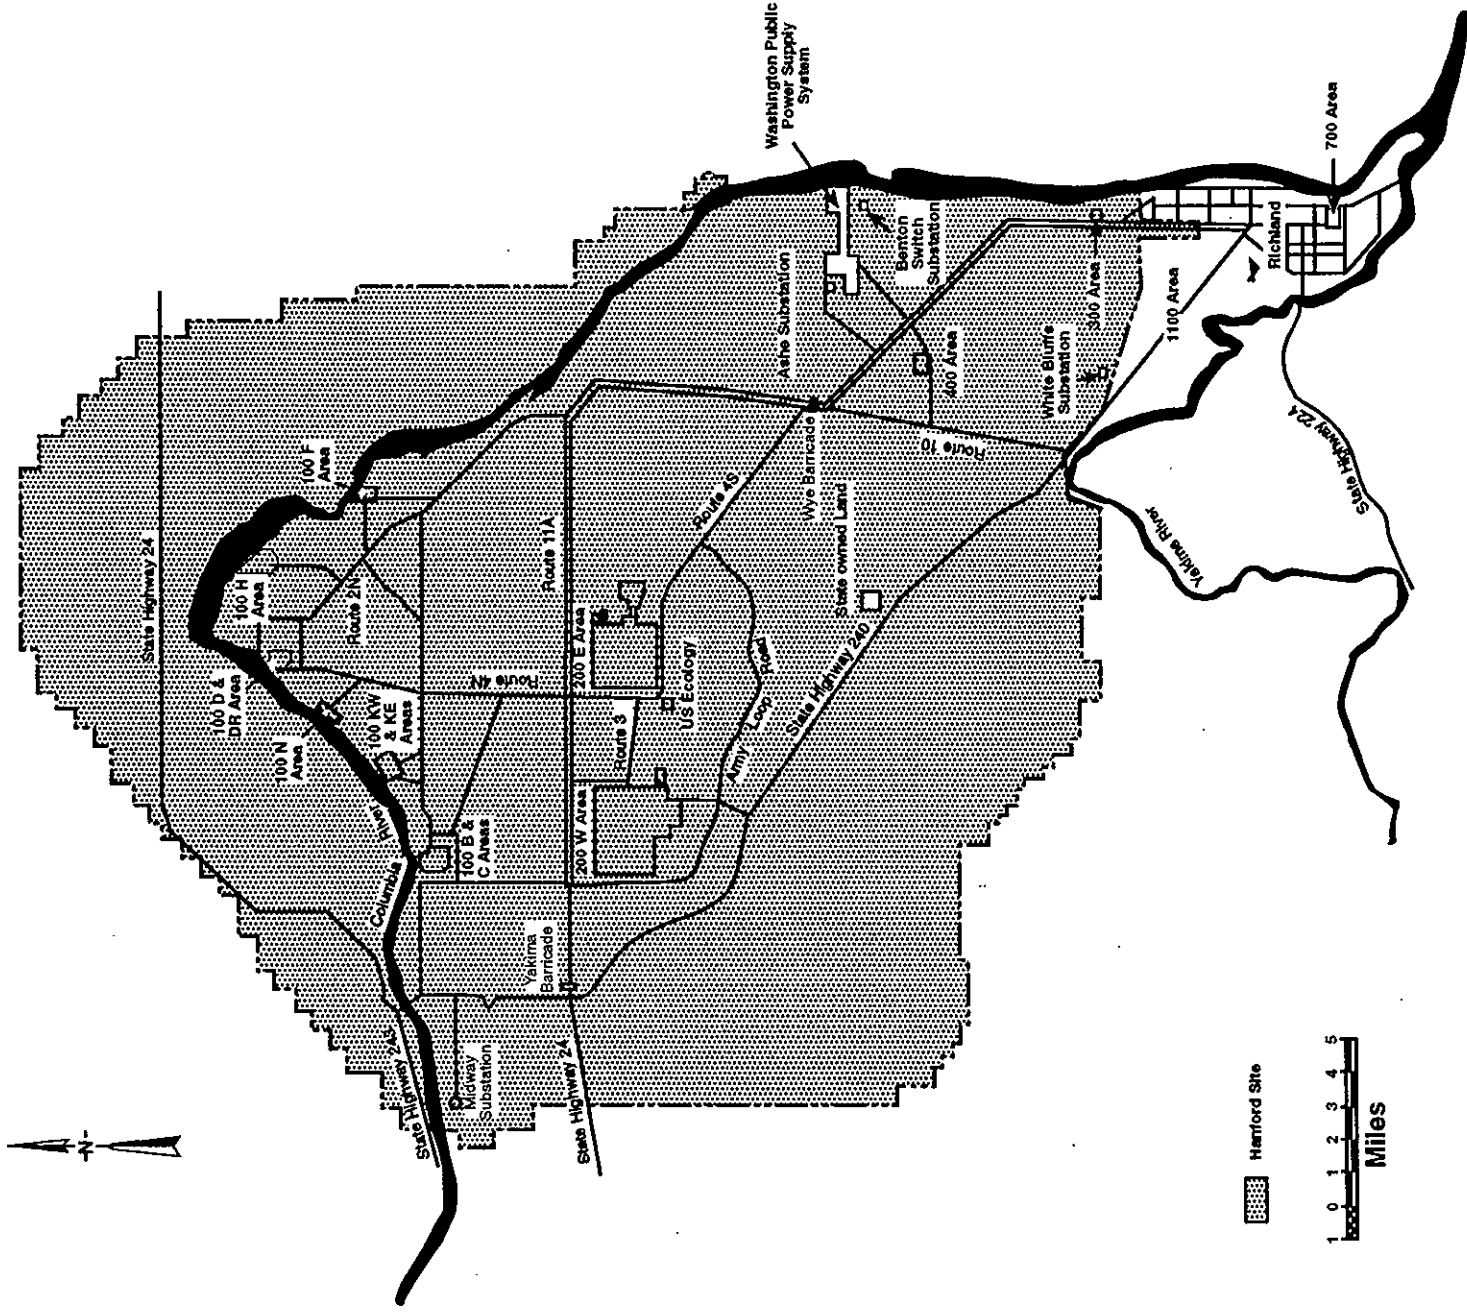 Washington Public
Power Supply
System
700 Area
State Highway 24
100 F
Area
100 H
Area
Route 2N
100 D &
DR Area
100 N
Area
100 KW
& KE
Areas
Columbia
River
100 B &
C Areas
Route 4N
Route 11A
200 E Area
200 W Area
Route 3
US Ecology
Route 4S
Wye Barricade
State owned Land
Army
Loop
Road
State Highway 240
Ashe Substation
Benton
Switch
Substation
400 Area
Route 10
White Bluffs
Substation
300 Area
1100 Area
Richland
Yakima River
State Highway 224
Yakima
Barricade
Midway
Substation
State Highway 24
-N-
Hanford Site
1 0 1 2 3 4 5
Miles